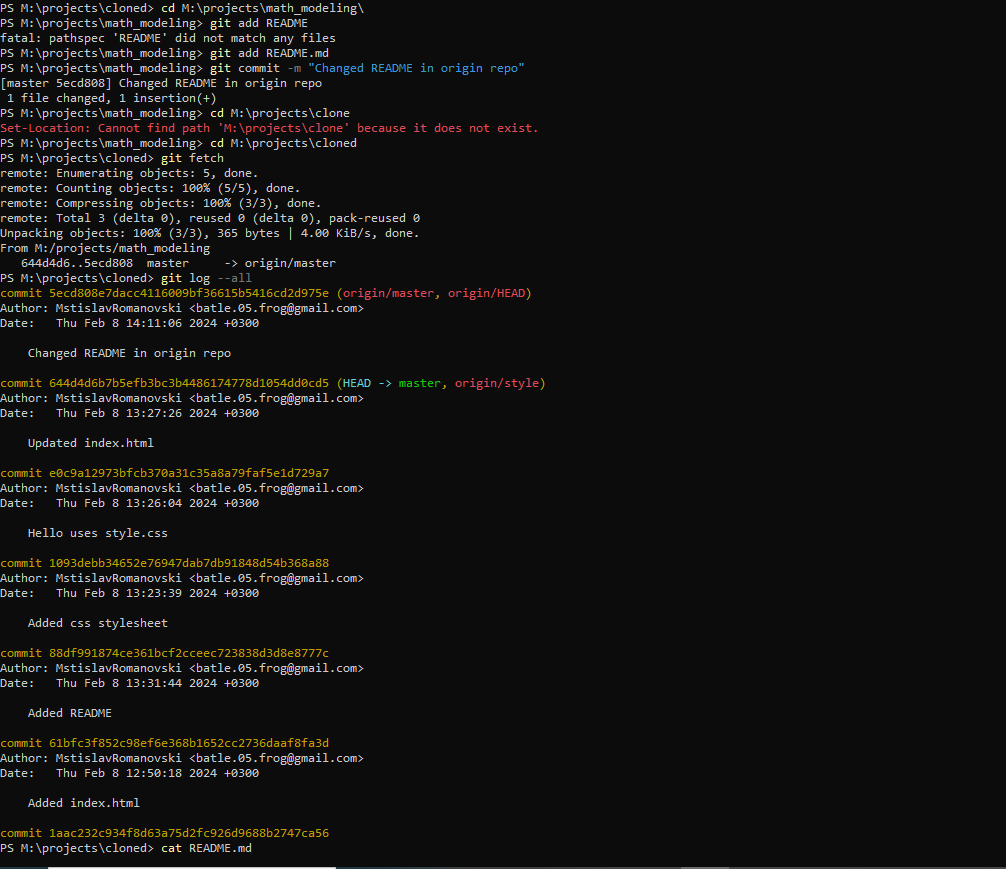 PS M:\projects\cloned> cd M:\projects\math_modeling\
PS M:\projects\math_modeling> git add README
fatal: pathspec 'README' did not match any files
PS M:\projects\math_modeling> git add README.md
PS M:\projects\math_modeling> git commit -m "Changed README in origin repo"
[master 5ecd808] Changed README in origin repo
 1 file changed, 1 insertion(+)
PS M:\projects\math_modeling> cd M:\projects\clone
Set-Location: Cannot find path 'M:\projects\clone' because it does not exist.
PS M:\projects\math_modeling> cd M:\projects\cloned
PS M:\projects\cloned> git fetch
remote: Enumerating objects: 5, done.
remote: Counting objects: 100% (5/5), done.
remote: Compressing objects: 100% (3/3), done.
remote: Total 3 (delta 0), reused 0 (delta 0), pack-reused 0
Unpacking objects: 100% (3/3), 365 bytes | 4.00 KiB/s, done.
From M:/projects/math_modeling
   644d4d6..5ecd808  master     -> origin/master
PS M:\projects\cloned> git log --all
commit 5ecd808e7dacc4116009bf36615b5416cd2d975e (origin/master, origin/HEAD)
Author: MstislavRomanovski <batle.05.frog@gmail.com>
Date:   Thu Feb 8 14:11:06 2024 +0300
    Changed README in origin repo
commit 644d4d6b7b5efb3bc3b4486174778d1054dd0cd5 (HEAD -> master, origin/style)
Author: MstislavRomanovski <batle.05.frog@gmail.com>
Date:   Thu Feb 8 13:27:26 2024 +0300
    Updated index.html
commit e0c9a12973bfcb370a31c35a8a79faf5e1d729a7
Author: MstislavRomanovski <batle.05.frog@gmail.com>
Date:   Thu Feb 8 13:26:04 2024 +0300
    Hello uses style.css
commit 1093debb34652e76947dab7db91848d54b368a88
Author: MstislavRomanovski <batle.05.frog@gmail.com>
Date:   Thu Feb 8 13:23:39 2024 +0300
    Added css stylesheet
commit 88df991874ce361bcf2cceec723838d3d8e8777c
Author: MstislavRomanovski <batle.05.frog@gmail.com>
Date:   Thu Feb 8 13:31:44 2024 +0300
    Added README
commit 61bfc3f852c98ef6e368b1652cc2736daaf8fa3d
Author: MstislavRomanovski <batle.05.frog@gmail.com>
Date:   Thu Feb 8 12:50:18 2024 +0300
    Added index.html
commit 1aac232c934f8d63a75d2fc926d9688b2747ca56
PS M:\projects\cloned> cat README.md